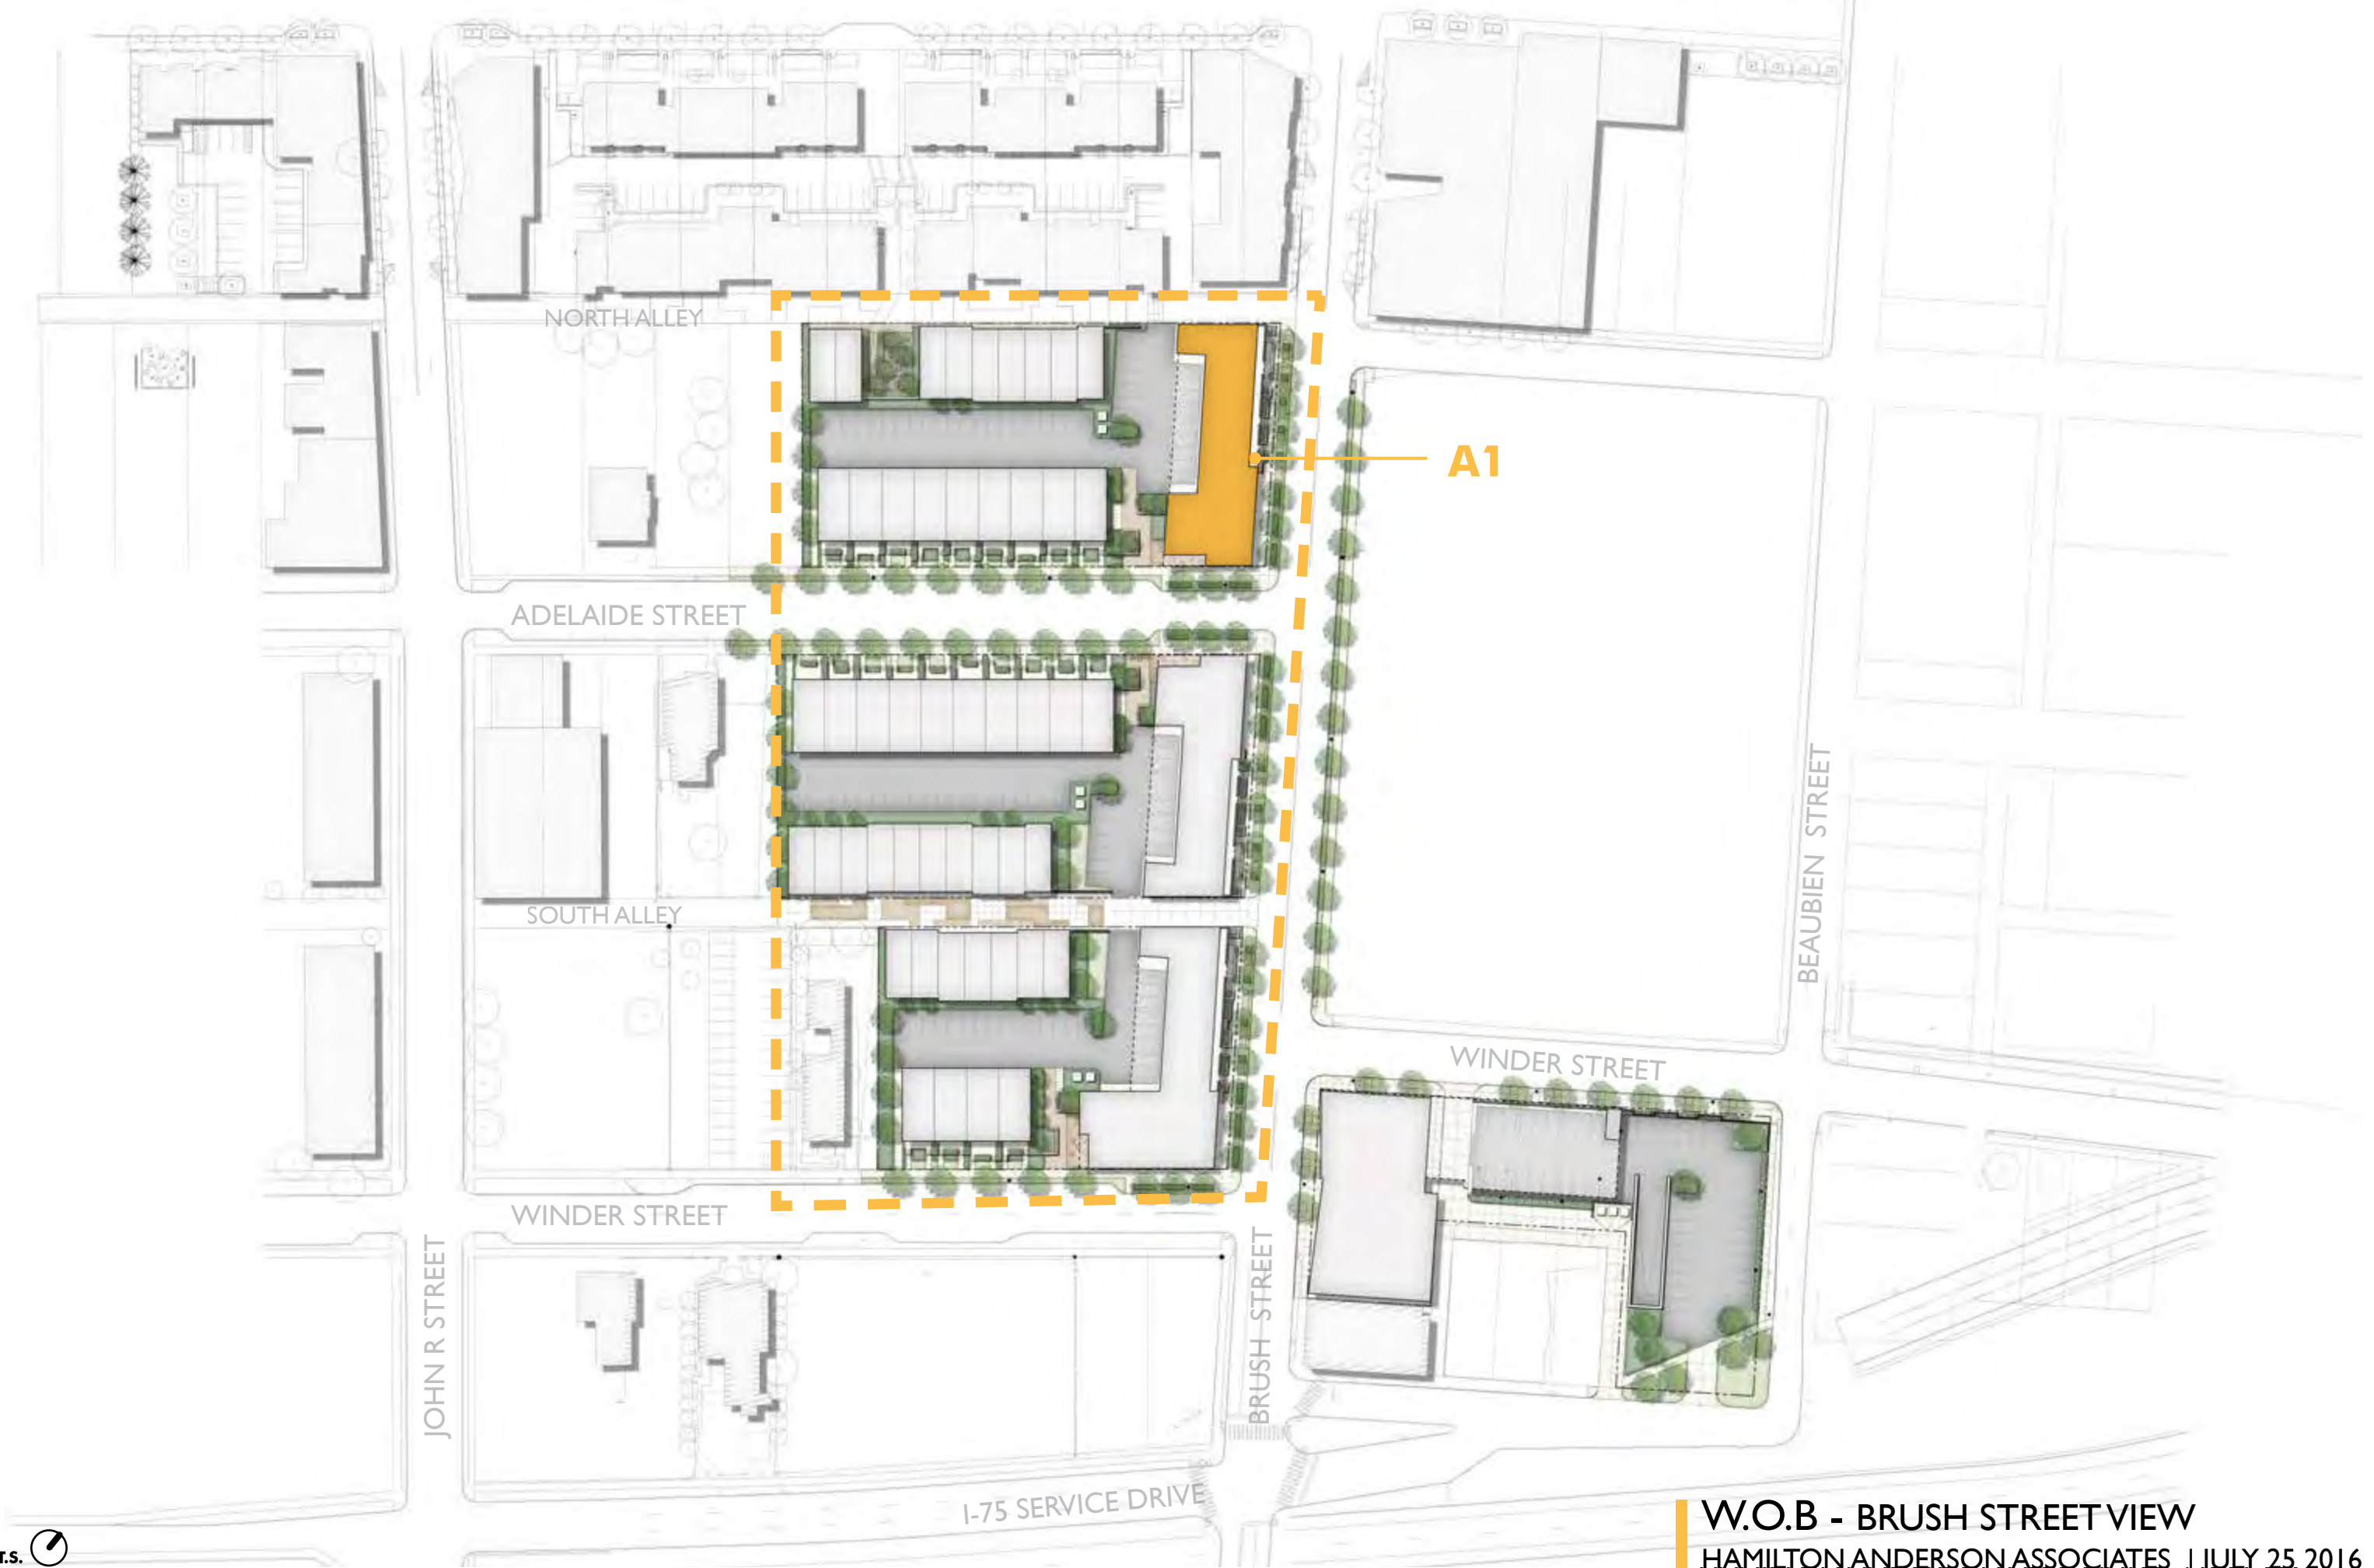 NORTH ALLEY
A1
ADELAIDE STREET
BEAUBIEN STREET
SOUTH ALLEY
WINDER STREET
WINDER STREET
JOHN R STREET
BRUSH STREET
I-75 SERVICE DRIVE
W.O.B - BRUSH STREET VIEW
HAMILTON ANDERSON ASSOCIATES | JULY 25, 2016
T.S.